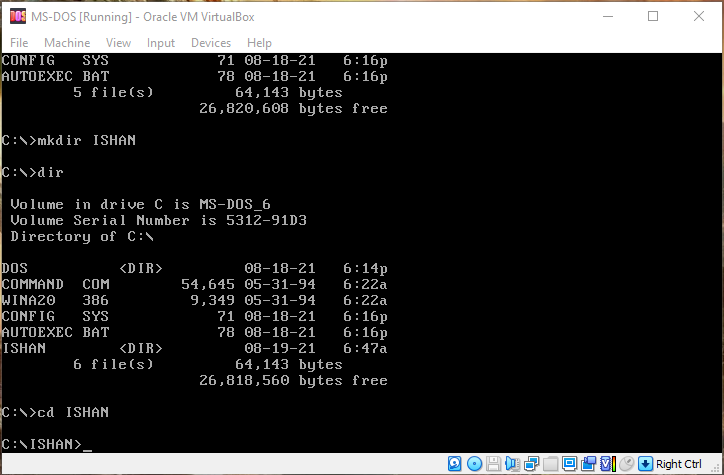 MS-DOS [Running] - Oracle VM VirtualBox
File Machine View Input Devices Help
CONFIG   SYS            71 08-18-21   6:16p
AUTOEXEC BAT            78 08-18-21   6:16p
        5 file(s)         64,143 bytes
                      26,820,608 bytes free
C:\>mkdir ISHAN
C:\>dir
Volume in drive C is MS-DOS_6
Volume Serial Number is 5312-91D3
Directory of C:\
DOS          <DIR>         08-18-21   6:14p
COMMAND  COM        54,645 05-31-94   6:22a
WINA20   386         9,349 05-31-94   6:22a
CONFIG   SYS            71 08-18-21   6:16p
AUTOEXEC BAT            78 08-18-21   6:16p
ISHAN        <DIR>         08-19-21   6:47a
        6 file(s)         64,143 bytes
                      26,818,560 bytes free
C:\>cd ISHAN
C:\ISHAN>_
Right Ctrl